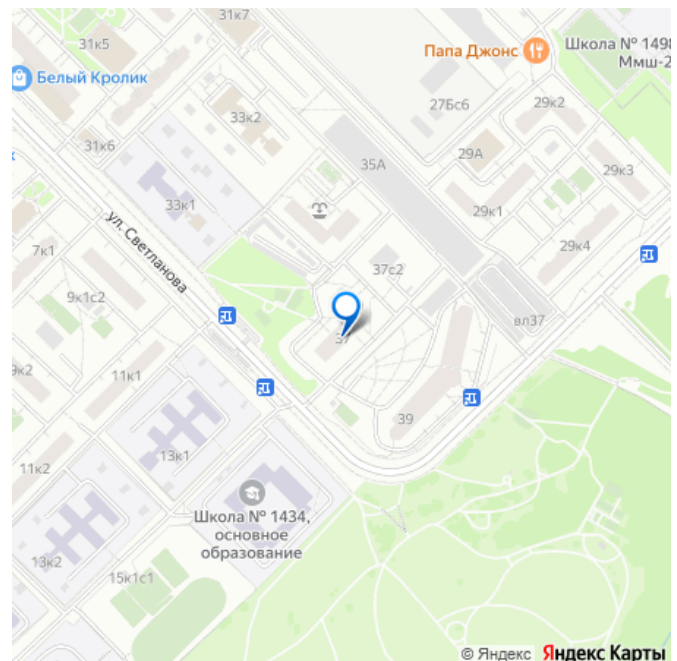 31к7
31к5
Папа Джонс
Школа № 1498
Ммш-2
Белый Кролик
27Бс6
29к2
33к2
31к6
35А
29А
29к3
33к1
29к1
ул. Светланова
29к4
7к1
37с2
9к1с2
вл37
37
11к1
39
13к1
11к2
Школа № 1434,
основное
образование
13к2
15к1с1
© Яндекс Яндекс Карты